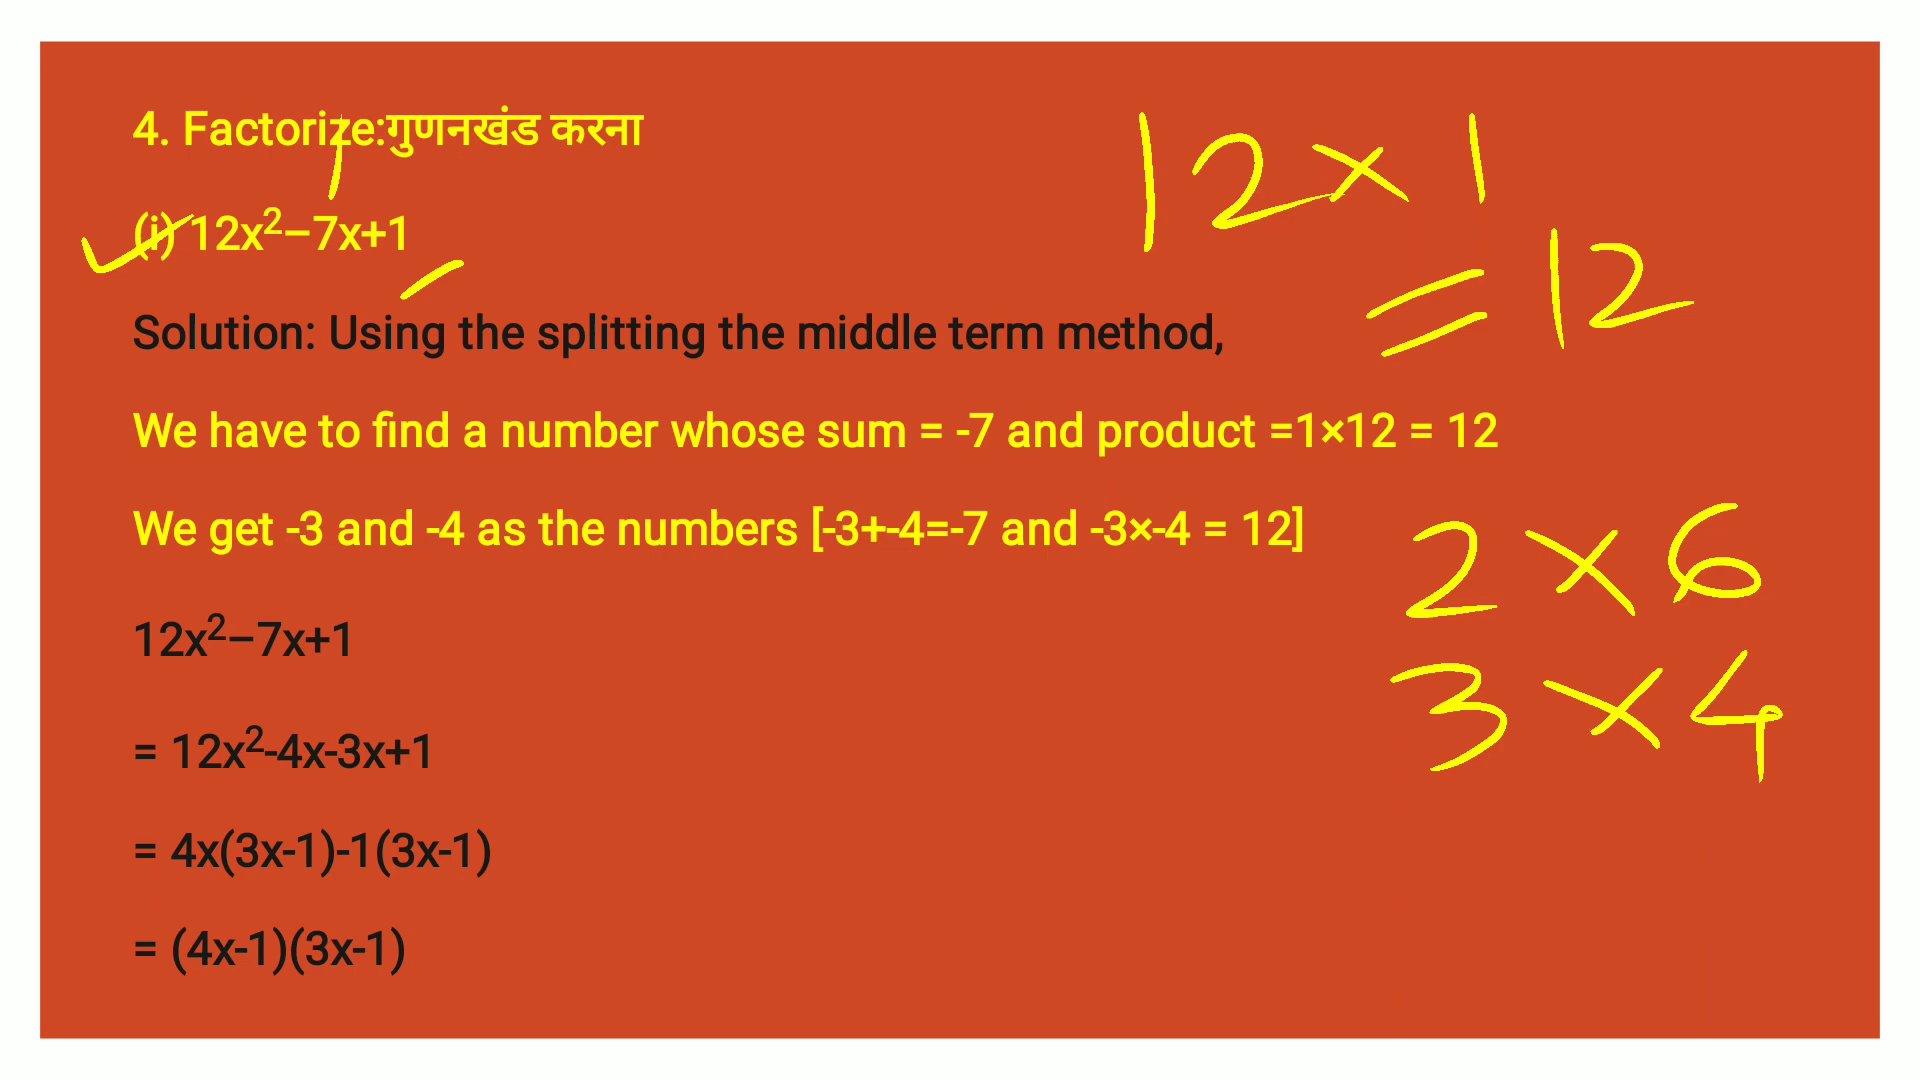 4. Factorize:गुणनखंड करना
(i) 12x²–7x+1
12 × 1
= 12
Solution: Using the splitting the middle term method,
We have to find a number whose sum = -7 and product =1×12 = 12
We get -3 and -4 as the numbers [-3+-4=-7 and -3×-4 = 12]
2 × 6
3 × 4
12x²–7x+1
= 12x²-4x-3x+1
= 4x(3x-1)-1(3x-1)
= (4x-1)(3x-1)